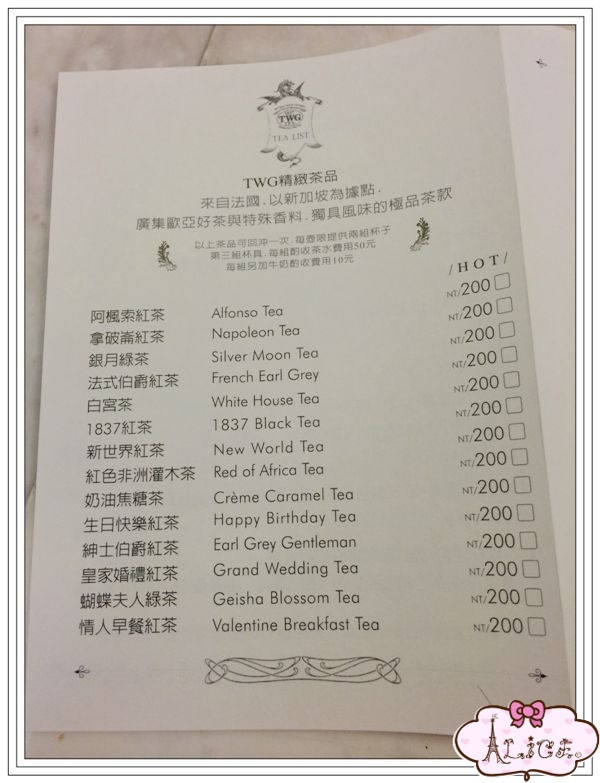 TWG
TEA LIST
TWG精緻茶品
來自法國.以新加坡為據點.
廣集歐亞好茶與特殊香料.獨具風味的極品茶款
以上茶品可回沖一次.每壺限提供兩組杯子
第三組杯具.每組酌收茶水費用50元
每組另加牛奶酌收費用10元
/HOT/
阿楓索紅茶 Alfonso Tea NT/200
拿破崙紅茶 Napoleon Tea NT/200
銀月綠茶 Silver Moon Tea NT/200
法式伯爵紅茶 French Earl Grey NT/200
白宮茶 White House Tea NT/200
1837紅茶 1837 Black Tea NT/200
新世界紅茶 New World Tea NT/200
紅色非洲灌木茶 Red of Africa Tea NT/200
奶油焦糖茶 Crème Caramel Tea NT/200
生日快樂紅茶 Happy Birthday Tea NT/200
紳士伯爵紅茶 Earl Grey Gentleman NT/200
皇家婚禮紅茶 Grand Wedding Tea NT/200
蝴蝶夫人綠茶 Geisha Blossom Tea NT/200
情人早餐紅茶 Valentine Breakfast Tea NT/200
ALICE